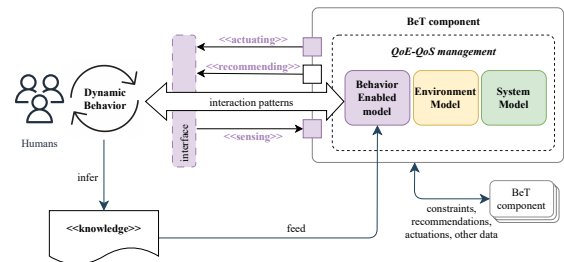 BeT component
<<actuating>>
QoE-QoS management
<<recommending>>
Dynamic
Behavior
Behavior
Enabled
model
Environment
Model
System
Model
interaction patterns
Humans
interface
<<sensing>>
infer
BeT
component
constraints,
recommendations,
actuations, other data
<<knowledge>>
feed